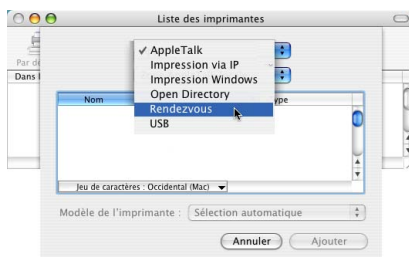 Liste des imprimantes
AppleTalk
Impression via IP
Impression Windows
Open Directory
Rendezvous
USB
Par dé
Dans l
Nom
ype
Jeu de caractères : Occidental (Mac)
Modèle de l'imprimante : Sélection automatique
Annuler Ajouter